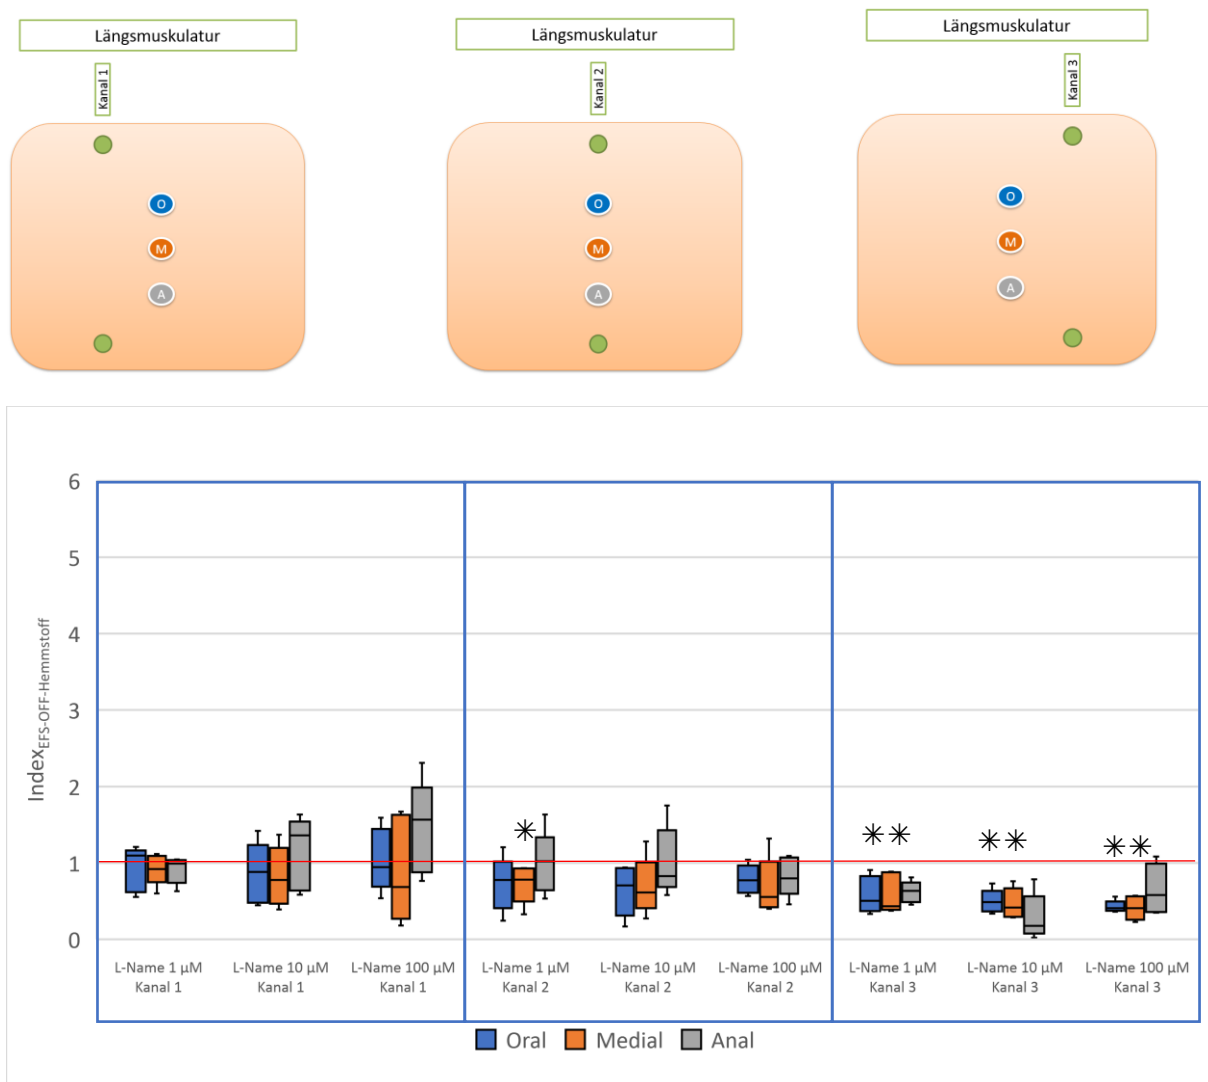 Längsmuskulatur
Längsmuskulatur
Längsmuskulatur
Kanal 1
Kanal 2
Kanal 3
O
M
A
O
M
A
O
M
A
Index EFS-OFF-Hemmstoff
6
5
4
3
2
1
0
L-Name 1 µM
Kanal 1
L-Name 10 µM
Kanal 1
L-Name 100 µM
Kanal 1
L-Name 1 µM
Kanal 2
L-Name 10 µM
Kanal 2
L-Name 100 µM
Kanal 2
L-Name 1 µM
Kanal 3
L-Name 10 µM
Kanal 3
L-Name 100 µM
Kanal 3
Oral Medial Anal